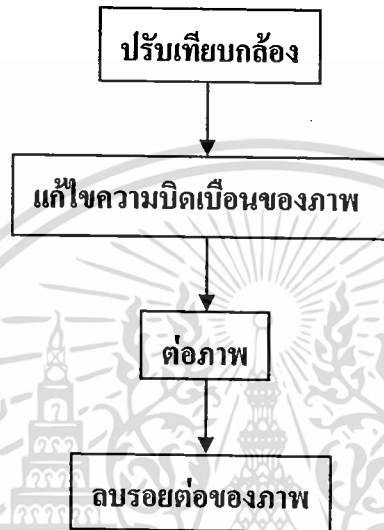 ปรับเทียบกล้อง
แก้ไขความบิดเบือนของภาพ
ต่อภาพ
ลบรอยต่อของภาพ